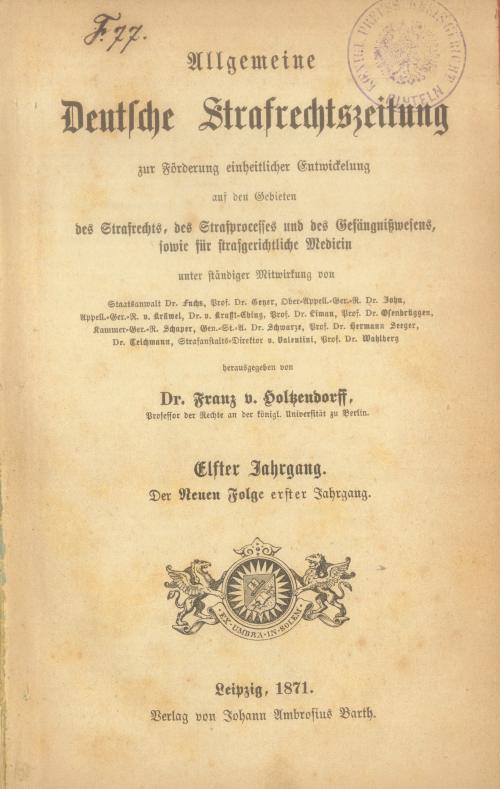 F. 77.
KÖNIGL. PREUSS. KREISGERICHT
RINTELN
Allgemeine
Deutsche Strafrechtszeitung
zur Förderung einheitlicher Entwickelung
auf den Gebieten
des Strafrechts, des Strafprocesses und des Gefängnißwesens,
sowie für strafgerichtliche Medicin
unter ständiger Mitwirkung von
Staatsanwalt Dr. Fuchs, Prof. Dr. Geyer, Ober-Appell.-Ger.-R. Dr. John,
Appell.-Ger.-R. v. Kräwel, Dr. v. Krafft-Ebing, Prof. Dr. Liman, Prof. Dr. Osenbrüggen,
Kammer-Ger.-R. Schaper, Gen.-St.-A. Dr. Schwarze, Prof. Dr. Hermann Seeger,
Dr. Teichmann, Strafanstalts-Director v. Valentini, Prof. Dr. Wahlberg
herausgegeben von
Dr. Franz v. Holtzendorff,
Professor der Rechte an der königl. Universität zu Berlin.
Elfter Jahrgang.
Der Neuen Folge erster Jahrgang.
EX·UMBRA·IN·SOLEM
Leipzig, 1871.
Verlag von Johann Ambrosius Barth.